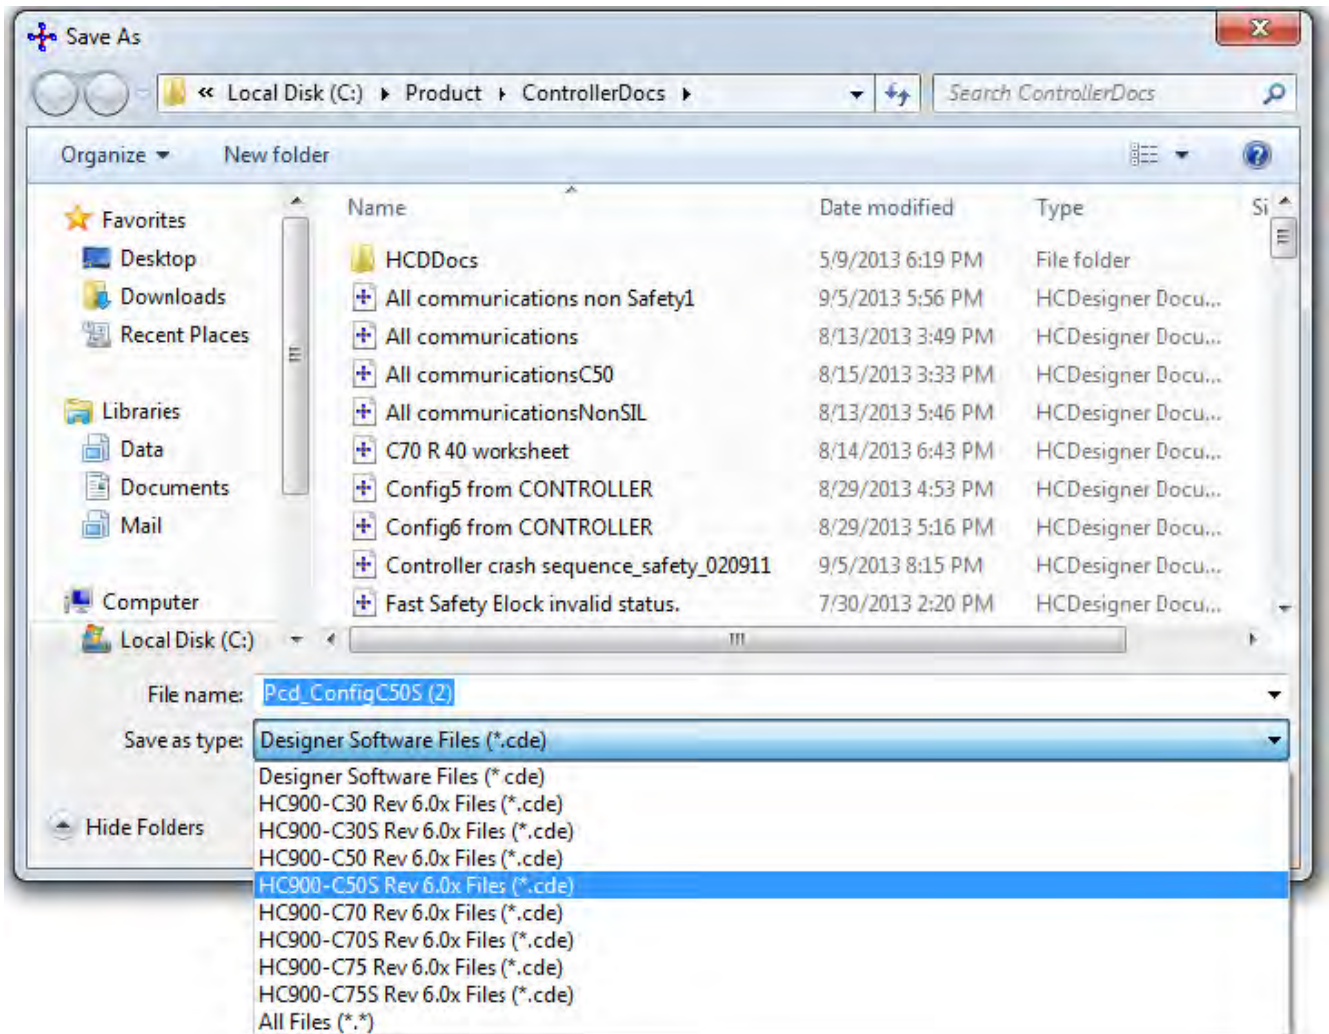 Save As
« Local Disk (C:) ▸ Product ▸ ControllerDocs ▸ Search ControllerDocs
Organize New folder
Name Date modified Type Si
Favorites
Desktop
Downloads
Recent Places
Libraries
Data
Documents
Mail
Computer
Local Disk (C:)
HCDDocs 5/9/2013 6:19 PM File folder
All communications non Safety1 9/5/2013 5:56 PM HCDesigner Docu...
All communications 8/13/2013 3:49 PM HCDesigner Docu...
All communicationsC50 8/15/2013 3:33 PM HCDesigner Docu...
All communicationsNonSIL 8/13/2013 5:46 PM HCDesigner Docu...
C70 R 40 worksheet 8/14/2013 6:43 PM HCDesigner Docu...
Config5 from CONTROLLER 8/29/2013 4:53 PM HCDesigner Docu...
Config6 from CONTROLLER 8/29/2013 5:16 PM HCDesigner Docu...
Controller crash sequence_safety_020911 9/5/2013 8:15 PM HCDesigner Docu...
Fast Safety Block invalid status. 7/30/2013 2:20 PM HCDesigner Docu...
File name: Pcd_ConfigC50S (2)
Save as type: Designer Software Files (*.cde)
Designer Software Files (*.cde)
HC900-C30 Rev 6.0x Files (*.cde)
HC900-C30S Rev 6.0x Files (*.cde)
HC900-C50 Rev 6.0x Files (*.cde)
HC900-C50S Rev 6.0x Files (*.cde)
HC900-C70 Rev 6.0x Files (*.cde)
HC900-C70S Rev 6.0x Files (*.cde)
HC900-C75 Rev 6.0x Files (*.cde)
HC900-C75S Rev 6.0x Files (*.cde)
All Files (*.*)
Hide Folders